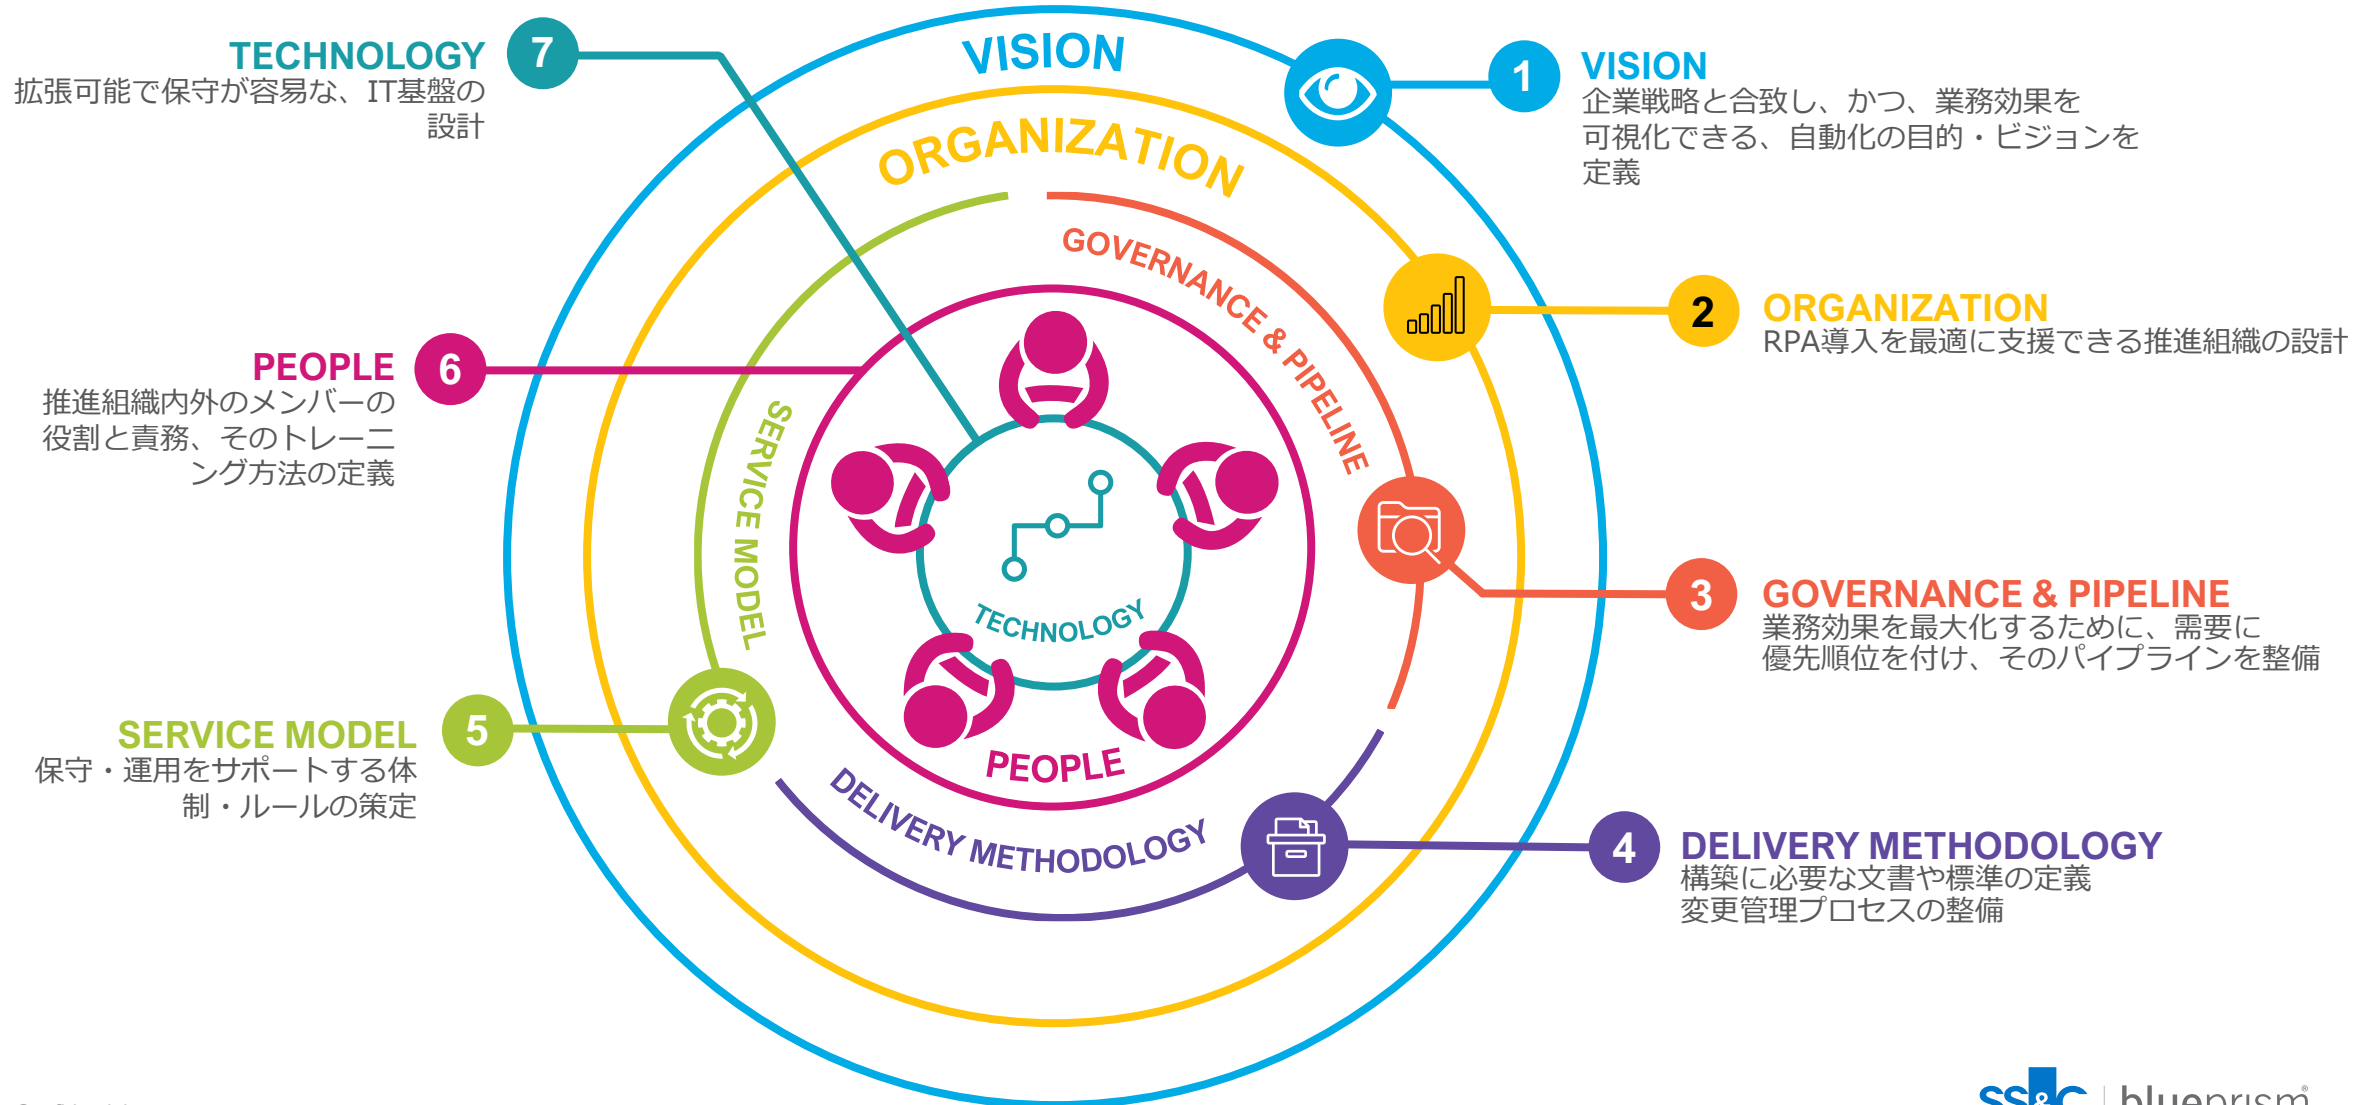 VISION
ORGANIZATION
GOVERNANCE & PIPELINE
SERVICE MODEL
TECHNOLOGY
PEOPLE
DELIVERY METHODOLOGY
1
VISION
企業戦略と合致し、かつ、業務効果を
可視化できる、自動化の目的・ビジョンを
定義
2
ORGANIZATION
RPA導入を最適に支援できる推進組織の設計
3
GOVERNANCE & PIPELINE
業務効果を最大化するために、需要に
優先順位を付け、そのパイプラインを整備
4
DELIVERY METHODOLOGY
構築に必要な文書や標準の定義
変更管理プロセスの整備
5
SERVICE MODEL
保守・運用をサポートする体
制・ルールの策定
6
PEOPLE
推進組織内外のメンバーの
役割と責務、そのトレーニ
ング方法の定義
7
TECHNOLOGY
拡張可能で保守が容易な、IT基盤の
設計
SS&C | blueprism®